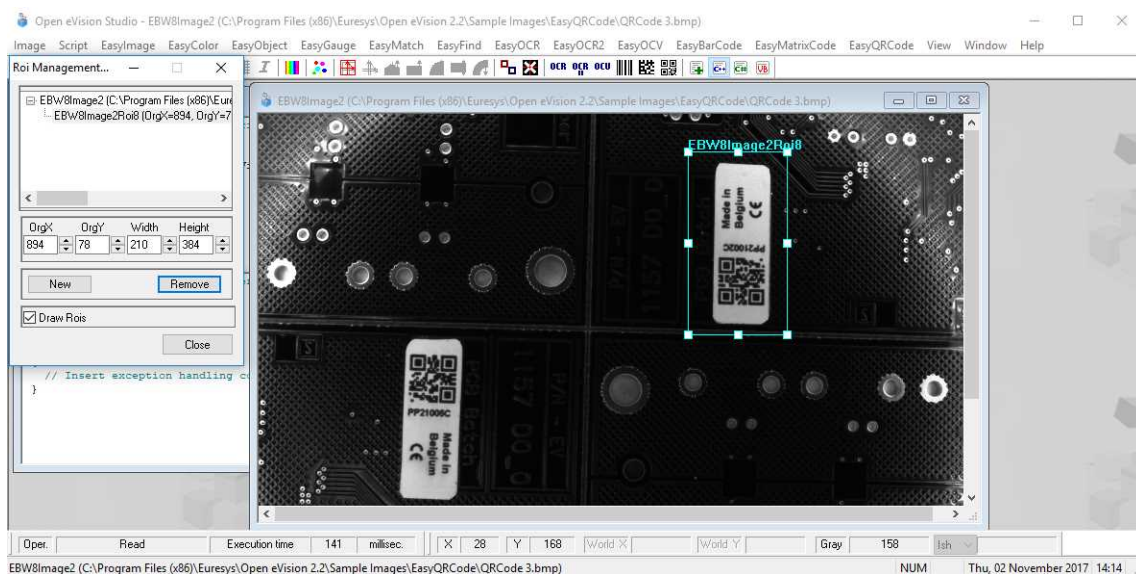 Open eVision Studio - EBW8Image2 (C:\Program Files (x86)\Euresys\Open eVision 2.2\Sample Images\EasyQRCode\QRCode 3.bmp)
Image Script EasyImage EasyColor EasyObject EasyGauge EasyMatch EasyFind EasyOCR EasyOCR2 EasyOCV EasyBarCode EasyMatrixCode EasyQRCode View Window Help
Roi Management...
EBW8Image2 (C:\Program Files (x86)\Eure
EBW8Image2Roi8 (OrgX=894, OrgY=7
OrgX OrgY Width Height
894 78 210 384
New Remove
Draw Rois
Close
// Insert exception handling co
}
EBW8Image2 (C:\Program Files (x86)\Euresys\Open eVision 2.2\Sample Images\EasyQRCode\QRCode 3.bmp)
EBW8Image2Roi8
Made in
Belgium
CE
PP21002C
1157 DD_D
PP21006C
Made in
Belgium
CE
PCB Batch
Oper. Read Execution time 141 millisec. X 28 Y 168 World X World Y Gray 158 lsh
EBW8Image2 (C:\Program Files (x86)\Euresys\Open eVision 2.2\Sample Images\EasyQRCode\QRCode 3.bmp) NUM Thu, 02 November 2017 14:14